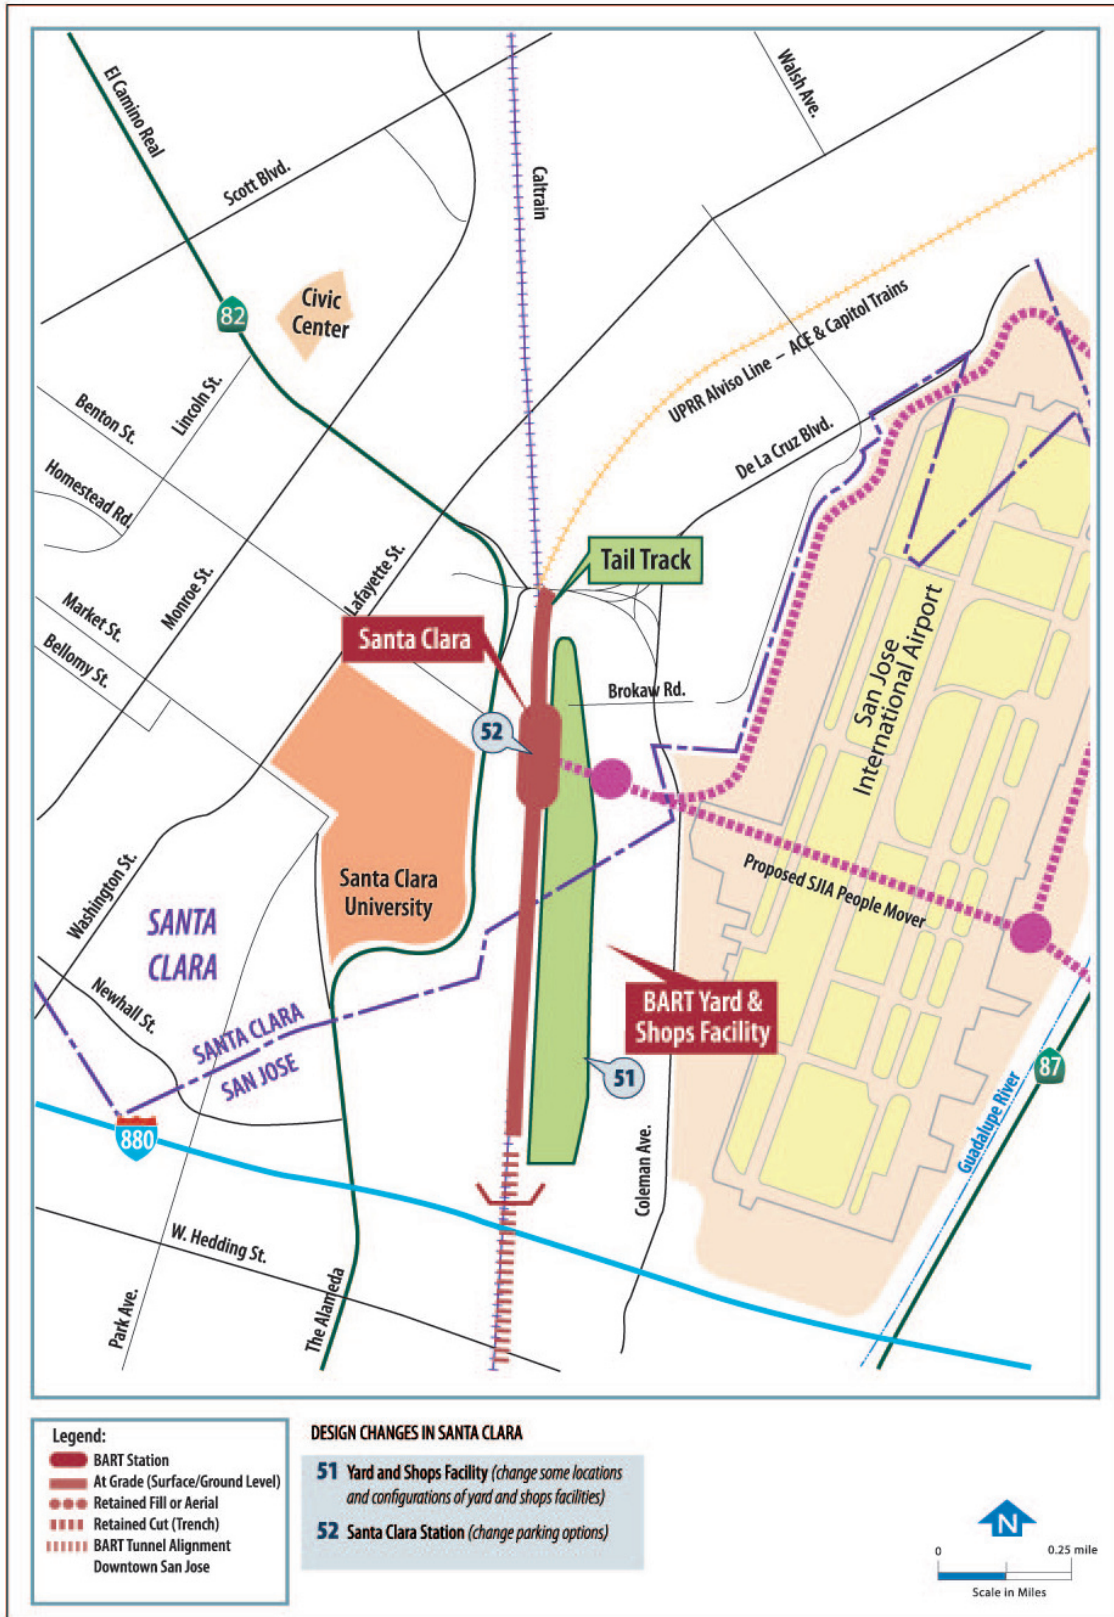 El Camino Real
Scott Blvd.
Caltrain
Walsh Ave.
82
Civic
Center
UPRR Alviso Line – ACE & Capitol Trains
De La Cruz Blvd.
Lincoln St.
Benton St.
Homestead Rd.
Monroe St.
Lafayette St.
Market St.
Bellomy St.
Tail Track
Santa Clara
Brokaw Rd.
52
San Jose
International Airport
Proposed SJIA People Mover
Santa Clara
University
Washington St.
SANTA
CLARA
Newhall St.
SANTA CLARA
SAN JOSE
BART Yard &
Shops Facility
51
87
Guadalupe River
880
Coleman Ave.
W. Hedding St.
Park Ave.
The Alameda
Legend:
BART Station
At Grade (Surface/Ground Level)
Retained Fill or Aerial
Retained Cut (Trench)
BART Tunnel Alignment
Downtown San Jose
DESIGN CHANGES IN SANTA CLARA
51 Yard and Shops Facility (change some locations
and configurations of yard and shops facilities)
52 Santa Clara Station (change parking options)
N
0 0.25 mile
Scale in Miles